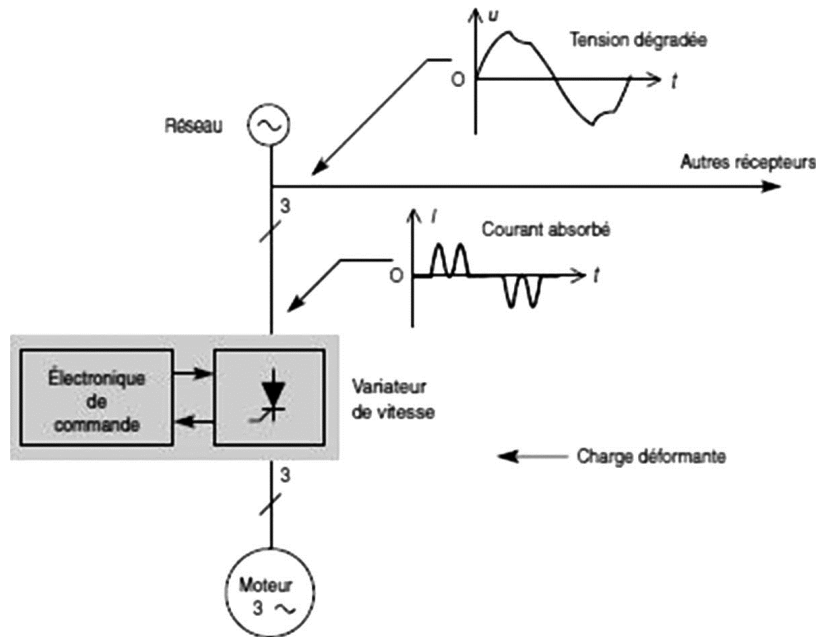 u
Tension dégradée
O
t
Réseau
Autres récepteurs
3
I
Courant absorbé
O
t
Électronique
de
commande
Variateur
de vitesse
Charge déformante
3
Moteur
3 ~